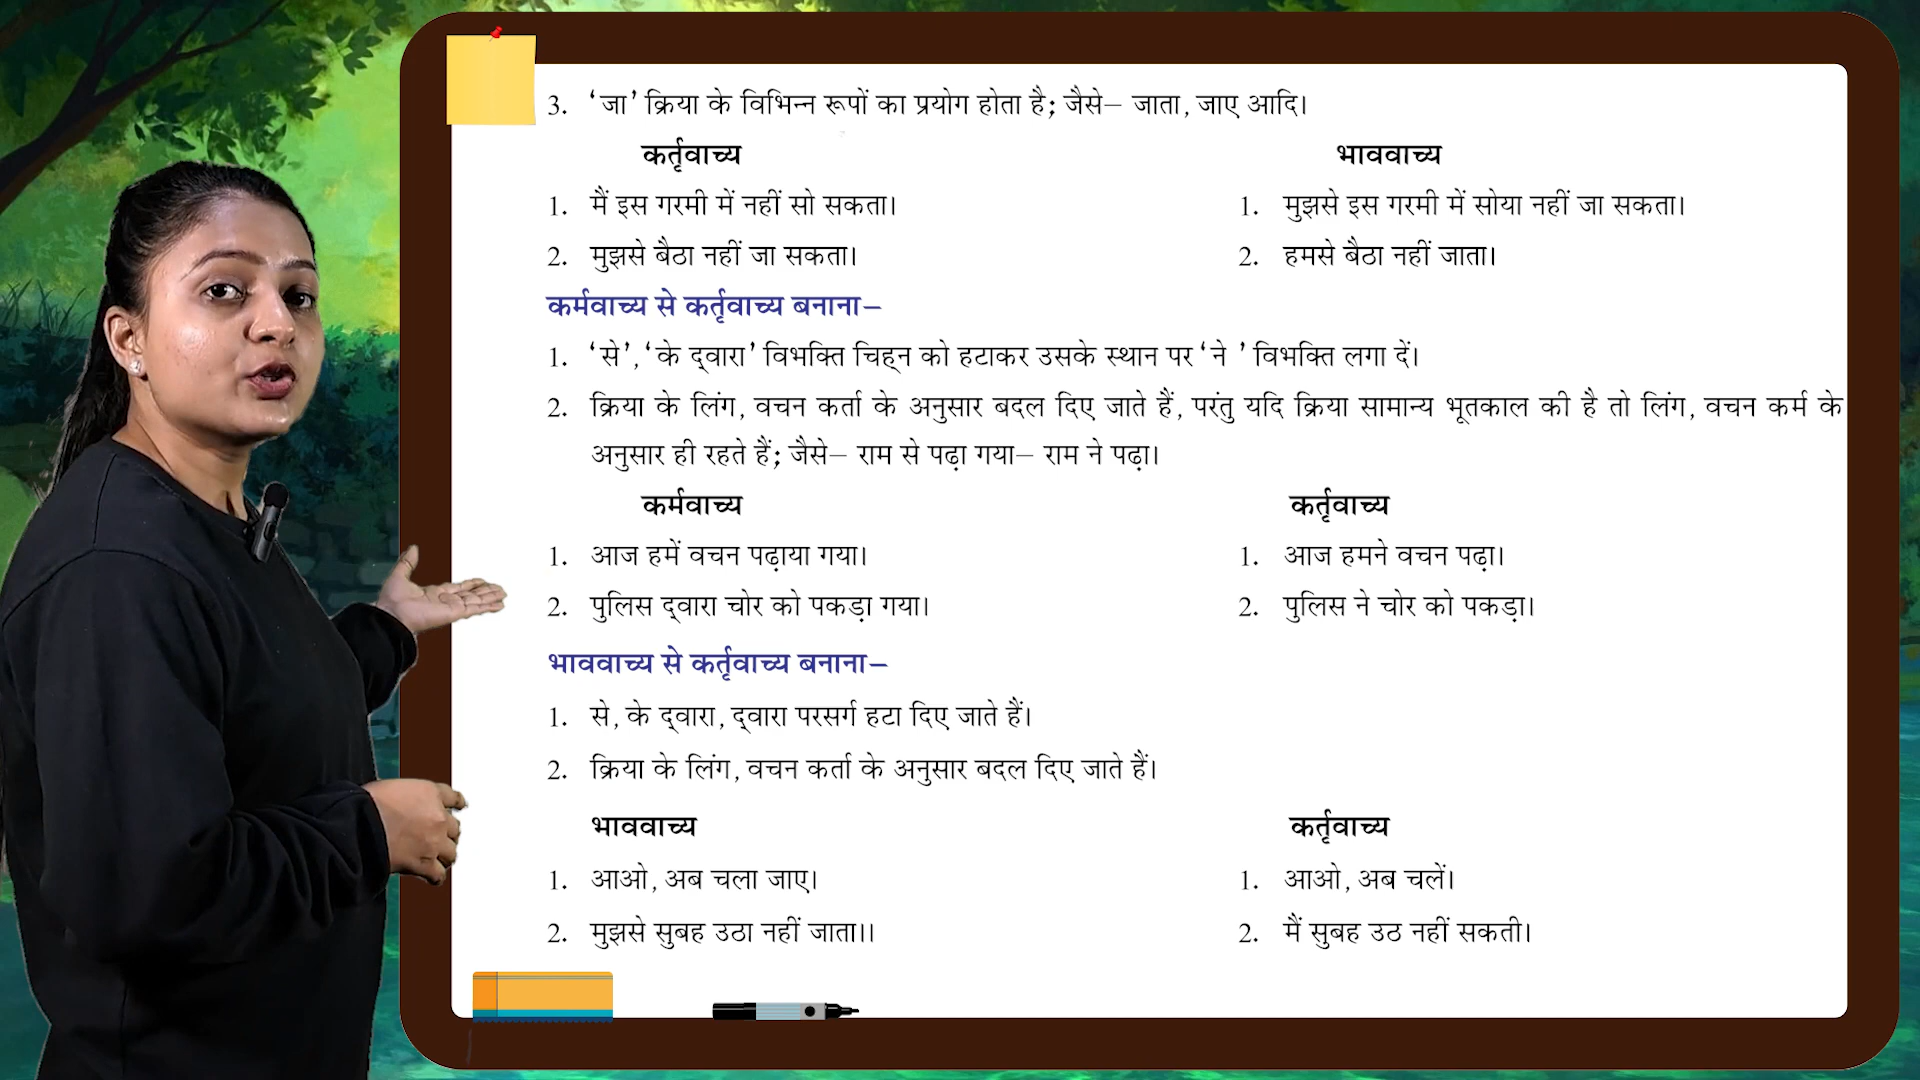 3. ‘जा’ क्रिया के विभिन्न रूपों का प्रयोग होता है; जैसे– जाता, जाए आदि।
कर्तृवाच्य भाववाच्य
1. मैं इस गरमी में नहीं सो सकता। 1. मुझसे इस गरमी में सोया नहीं जा सकता।
2. मुझसे बैठा नहीं जा सकता। 2. हमसे बैठा नहीं जाता।
कर्मवाच्य से कर्तृवाच्य बनाना–
1. ‘से’, ‘के द्वारा’ विभक्ति चिह्न को हटाकर उसके स्थान पर ‘ने ’ विभक्ति लगा दें।
2. क्रिया के लिंग, वचन कर्ता के अनुसार बदल दिए जाते हैं, परंतु यदि क्रिया सामान्य भूतकाल की है तो लिंग, वचन कर्म के
अनुसार ही रहते हैं; जैसे– राम से पढ़ा गया– राम ने पढ़ा।
कर्मवाच्य कर्तृवाच्य
1. आज हमें वचन पढ़ाया गया। 1. आज हमने वचन पढ़ा।
2. पुलिस द्वारा चोर को पकड़ा गया। 2. पुलिस ने चोर को पकड़ा।
भाववाच्य से कर्तृवाच्य बनाना–
1. से, के द्वारा, द्वारा परसर्ग हटा दिए जाते हैं।
2. क्रिया के लिंग, वचन कर्ता के अनुसार बदल दिए जाते हैं।
भाववाच्य कर्तृवाच्य
1. आओ, अब चला जाए। 1. आओ, अब चलें।
2. मुझसे सुबह उठा नहीं जाता।। 2. मैं सुबह उठ नहीं सकती।